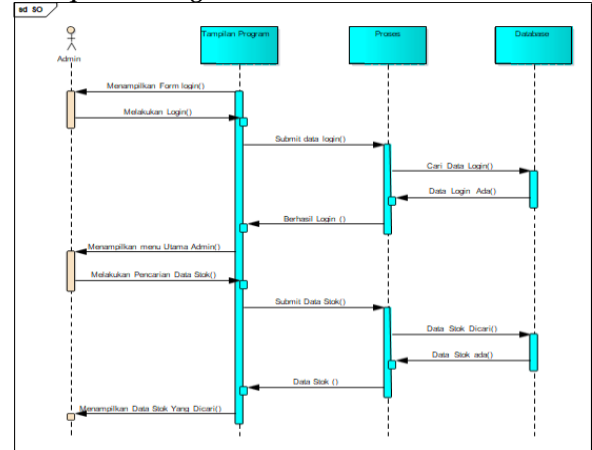 sd SO
Tampilan Program
Proses
Database
Admin
Menampilkan Form login()
Melakukan Login()
Submit data login()
Cari Data Login()
Data Login Ada()
Berhasil Login ()
Menampilkan menu Utama Admin()
Melakukan Pencarian Data Stok()
Submit Data Stok()
Data Stok Dicari()
Data Stok ada()
Data Stok ()
Menampilkan Data Stok Yang Dicari()